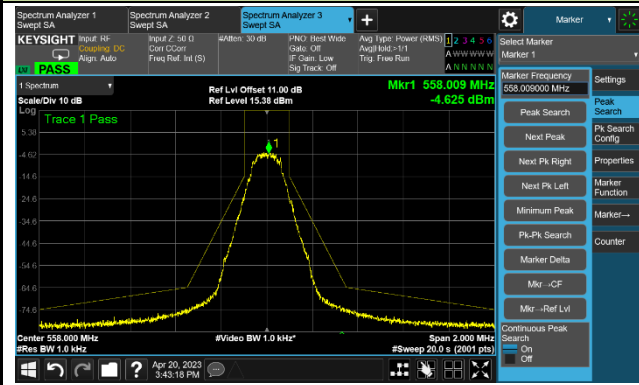 Spectrum Analyzer 1
Swept SA
Spectrum Analyzer 2
Swept SA
Spectrum Analyzer 3
Swept SA
+
Marker
KEYSIGHT
Input: RF
Coupling: DC
Align: Auto
Input Z: 50 Ω
Corr CCorr
Freq Ref: Int (S)
#Atten: 30 dB
PNO: Best Wide
Gate: Off
IF Gain: Low
Sig Track: Off
Avg Type: Power (RMS)
Avg|Hold:>1/1
Trig: Free Run
1 2 3 4 5 6
A W W W W W
A N N N N N
PASS
Select Marker
Marker 1
1 Spectrum
Scale/Div 10 dB
Ref Lvl Offset 11.00 dB
Ref Level 15.38 dBm
Mkr1 558.009 MHz
-4.625 dBm
Log
Trace 1 Pass
1
5.38
-4.62
-14.6
-24.6
-34.6
-44.6
-54.6
-64.6
-74.6
Center 558.000 MHz
#Res BW 1.0 kHz
#Video BW 1.0 kHz*
Span 2.000 MHz
#Sweep 20.0 s (2001 pts)
Marker Frequency
558.009000 MHz
Peak Search
Next Peak
Next Pk Right
Next Pk Left
Minimum Peak
Pk-Pk Search
Marker Delta
Mkr→CF
Mkr→Ref Lvl
Continuous Peak
Search
On
Off
Settings
Peak
Search
Pk Search
Config
Properties
Marker
Function
Marker→
Counter
?
Apr 20, 2023
3:43:18 PM